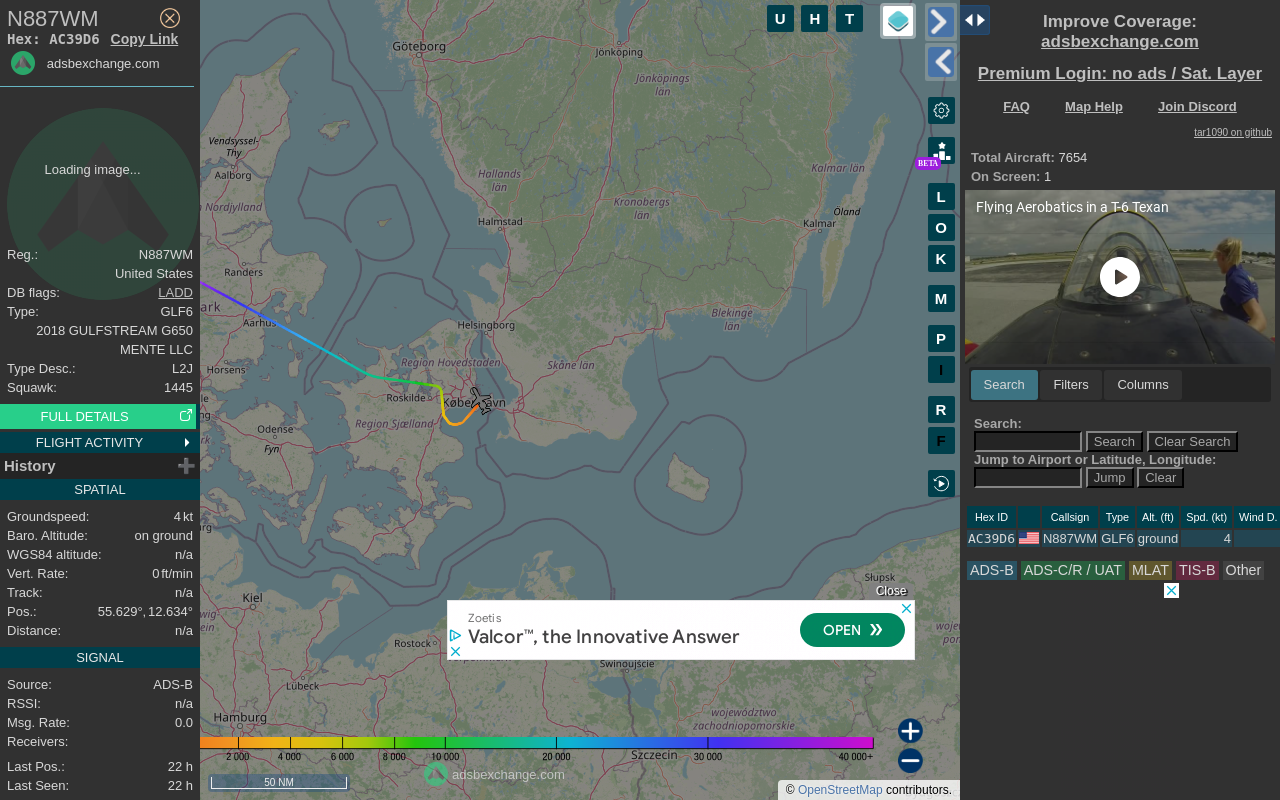 N887WM
Hex: AC39D6 Copy Link
adsbexchange.com
Loading image...
Reg.: N887WM
United States
DB flags: LADD
Type: GLF6
2018 GULFSTREAM G650
MENTE LLC
Type Desc.: L2J
Squawk: 1445
FULL DETAILS
FLIGHT ACTIVITY
History
SPATIAL
Groundspeed: 4 kt
Baro. Altitude: on ground
WGS84 altitude: n/a
Vert. Rate: 0 ft/min
Track: n/a
Pos.: 55.629°, 12.634°
Distance: n/a
SIGNAL
Source: ADS-B
RSSI: n/a
Msg. Rate: 0.0
Receivers:
Last Pos.: 22 h
Last Seen: 22 h
U H T
Göteborg
Jönköping
Jönköpings
län
Vendsyssel-
Thy
Aalborg
Nordjylland
Hallands
län
Kronobergs
län
Kalmar län
Öland
Halmstad
Kalmar
Randers
ark
Aarhus
Blekinge
län
Helsingborg
Horsens
Region Hovedstaden
Skåne län
Roskilde
København
Region Sjælland
Odense
Fyn
Kiel
Słupsk
Rostock
Lübeck
Świnoujście
Hamburg
województwo
zachodniopomorskie
Szczecin
BETA
L
O
K
M
P
I
R
F
Close
Zoetis
Valcor™, the Innovative Answer
OPEN
2 000 4 000 6 000 8 000 10 000 20 000 30 000 40 000+
50 NM
adsbexchange.com
© OpenStreetMap contributors.
Improve Coverage:
adsbexchange.com
Premium Login: no ads / Sat. Layer
FAQ Map Help Join Discord
tar1090 on github
Total Aircraft: 7654
On Screen: 1
Flying Aerobatics in a T-6 Texan
Search Filters Columns
Search:
Search Clear Search
Jump to Airport or Latitude, Longitude:
Jump Clear
Hex ID Callsign Type Alt. (ft) Spd. (kt) Wind D.
AC39D6 N887WM GLF6 ground 4
ADS-B ADS-C/R / UAT MLAT TIS-B Other